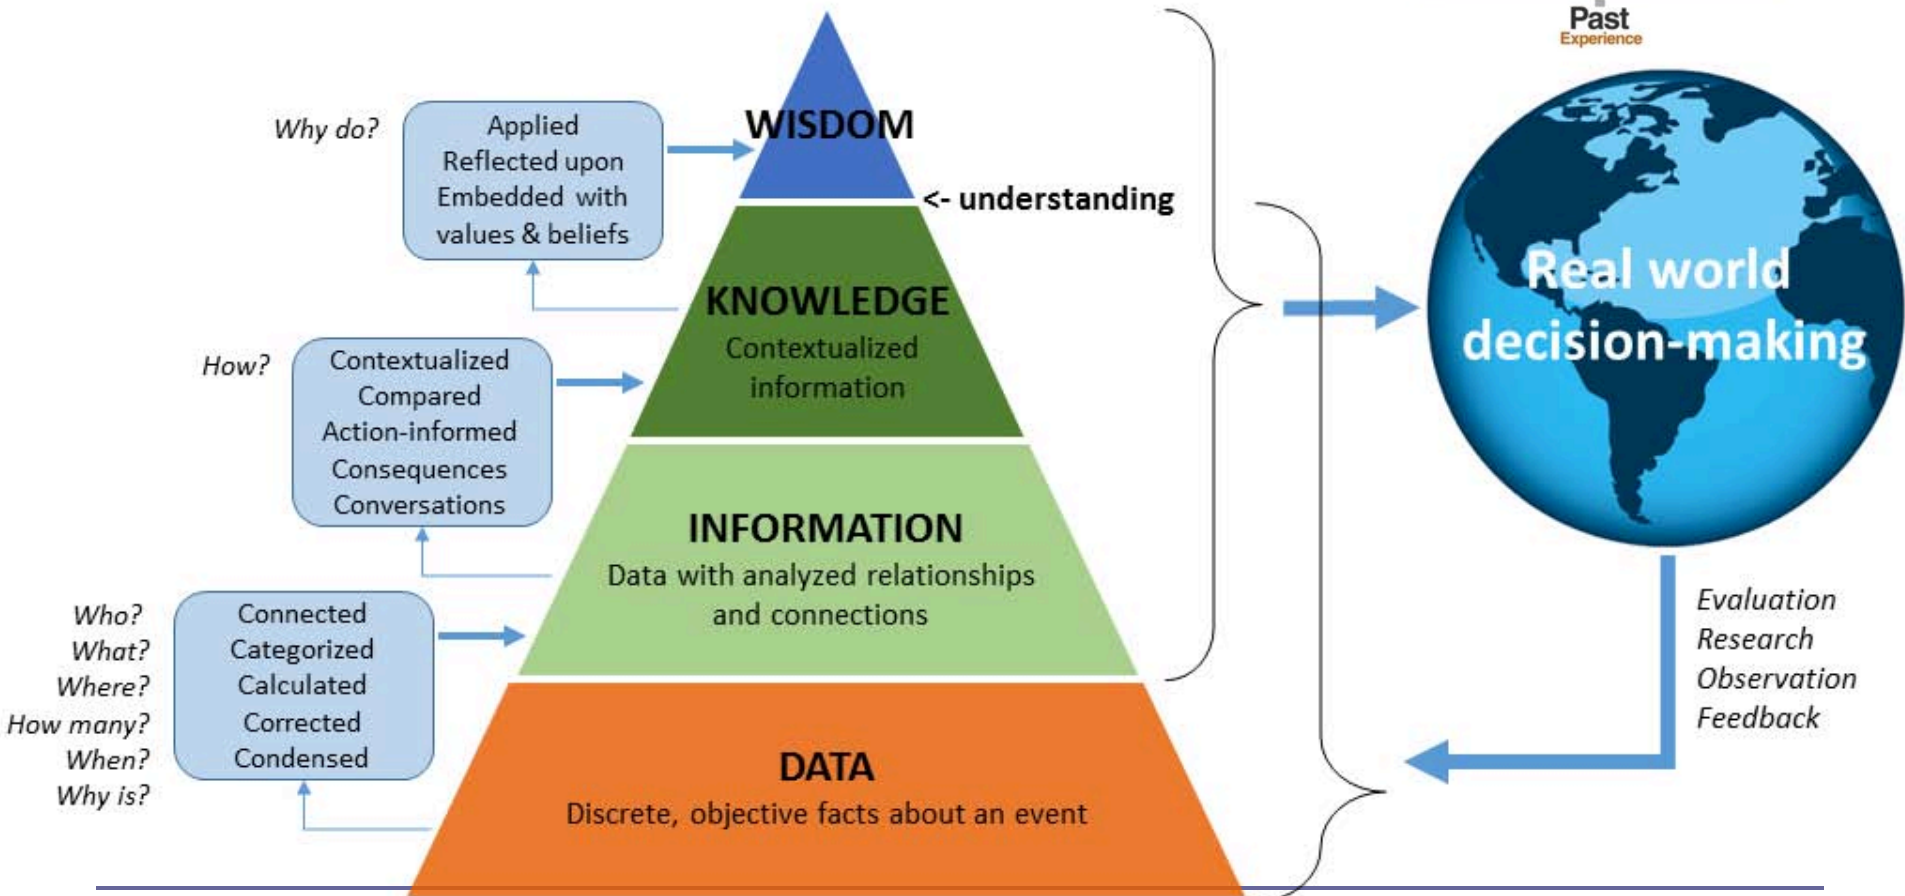 Past
Experience
WISDOM
<- understanding
Why do?
Applied
Reflected upon
Embedded with
values & beliefs
KNOWLEDGE
Contextualized
information
How?
Contextualized
Compared
Action-informed
Consequences
Conversations
INFORMATION
Data with analyzed relationships
and connections
Who?
What?
Where?
How many?
When?
Why is?
Connected
Categorized
Calculated
Corrected
Condensed
DATA
Discrete, objective facts about an event
Real world
decision-making
Evaluation
Research
Observation
Feedback